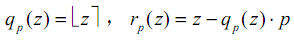 q_p(z) = ⌊z⌉ , r_p(z) = z − q_p(z) · p